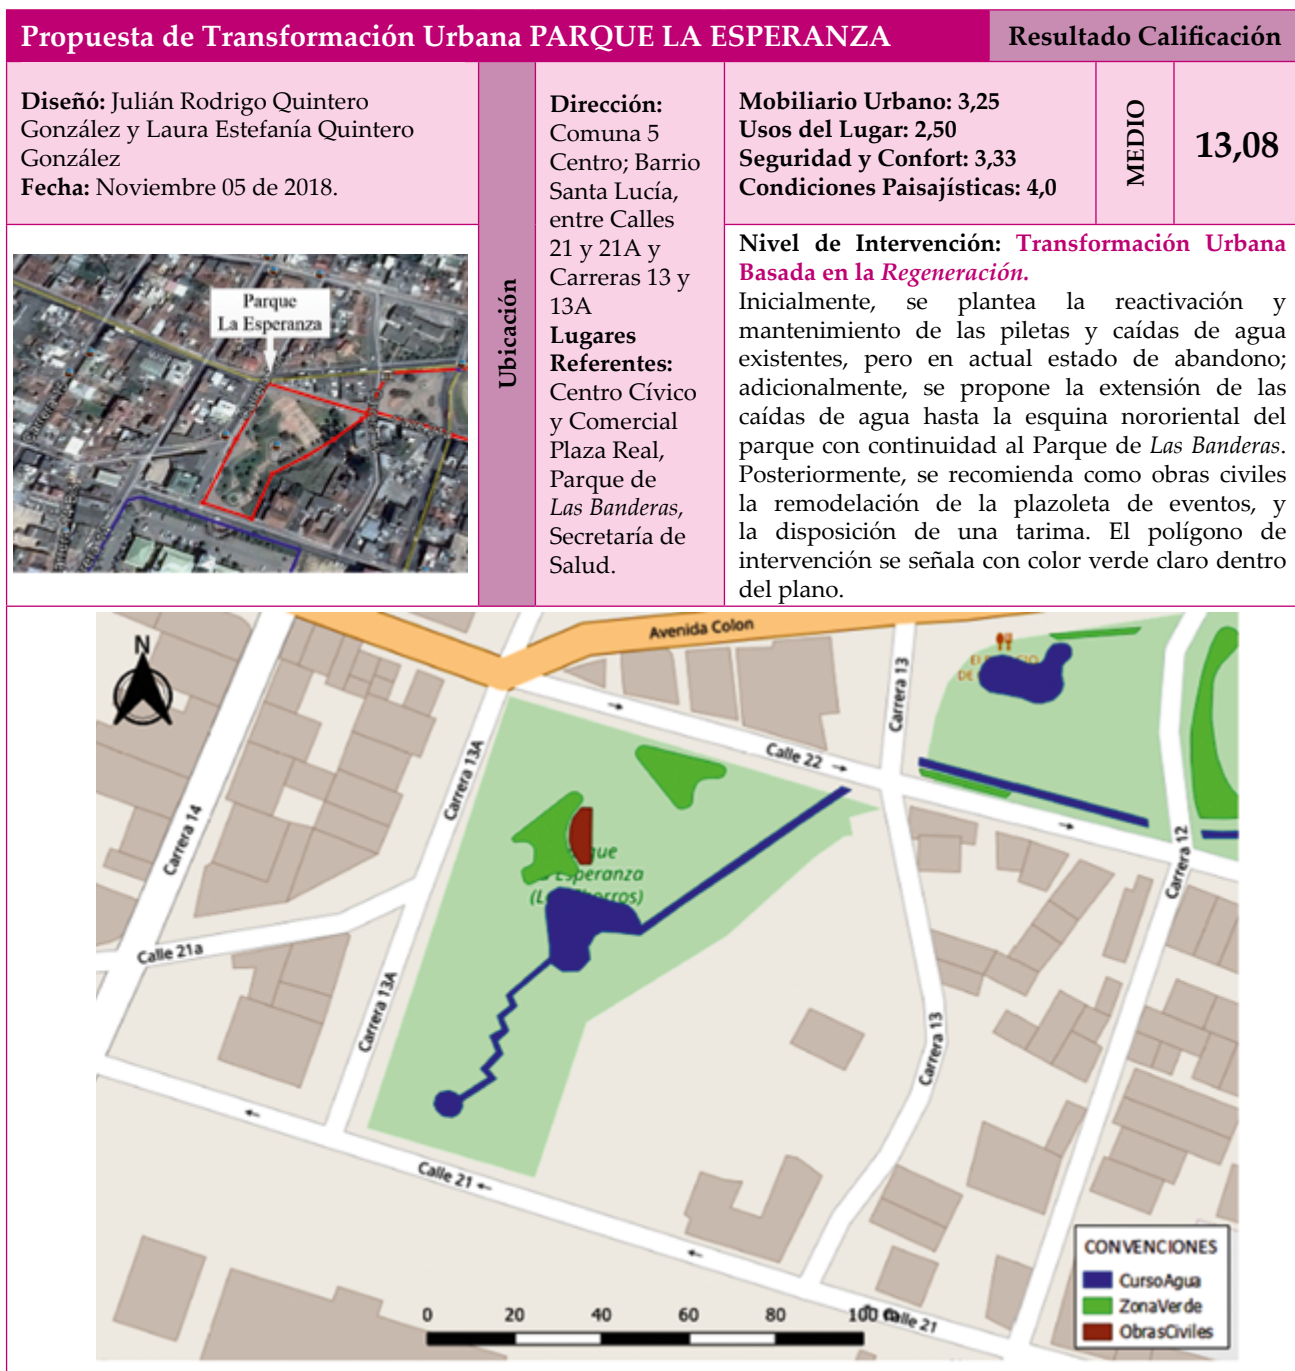 Propuesta de Transformación Urbana PARQUE LA ESPERANZA
Resultado Calificación
Diseñó: Julián Rodrigo Quintero
González y Laura Estefanía Quintero
González
Fecha: Noviembre 05 de 2018.
Ubicación
Dirección:
Comuna 5
Centro; Barrio
Santa Lucía,
entre Calles
21 y 21A y
Carreras 13 y
13A
Lugares
Referentes:
Centro Cívico
y Comercial
Plaza Real,
Parque de
Las Banderas,
Secretaría de
Salud.
Mobiliario Urbano: 3,25
Usos del Lugar: 2,50
Seguridad y Confort: 3,33
Condiciones Paisajísticas: 4,0
MEDIO
13,08
Nivel de Intervención: Transformación Urbana
Basada en la Regeneración.
Inicialmente, se plantea la reactivación y
mantenimiento de las piletas y caídas de agua
existentes, pero en actual estado de abandono;
adicionalmente, se propone la extensión de las
caídas de agua hasta la esquina nororiental del
parque con continuidad al Parque de Las Banderas.
Posteriormente, se recomienda como obras civiles
la remodelación de la plazoleta de eventos, y
la disposición de una tarima. El polígono de
intervención se señala con color verde claro dentro
del plano.
Parque
La Esperanza
N
Avenida Colon
Carrera 13
Calle 22
Carrera 13A
Carrera 14
Carrera 12
Calle 21a
Carrera 13A
Carrera 13
Calle 21
Calle 21
0 20 40 60 80 100 m
CONVENCIONES
CursoAgua
ZonaVerde
ObrasCiviles